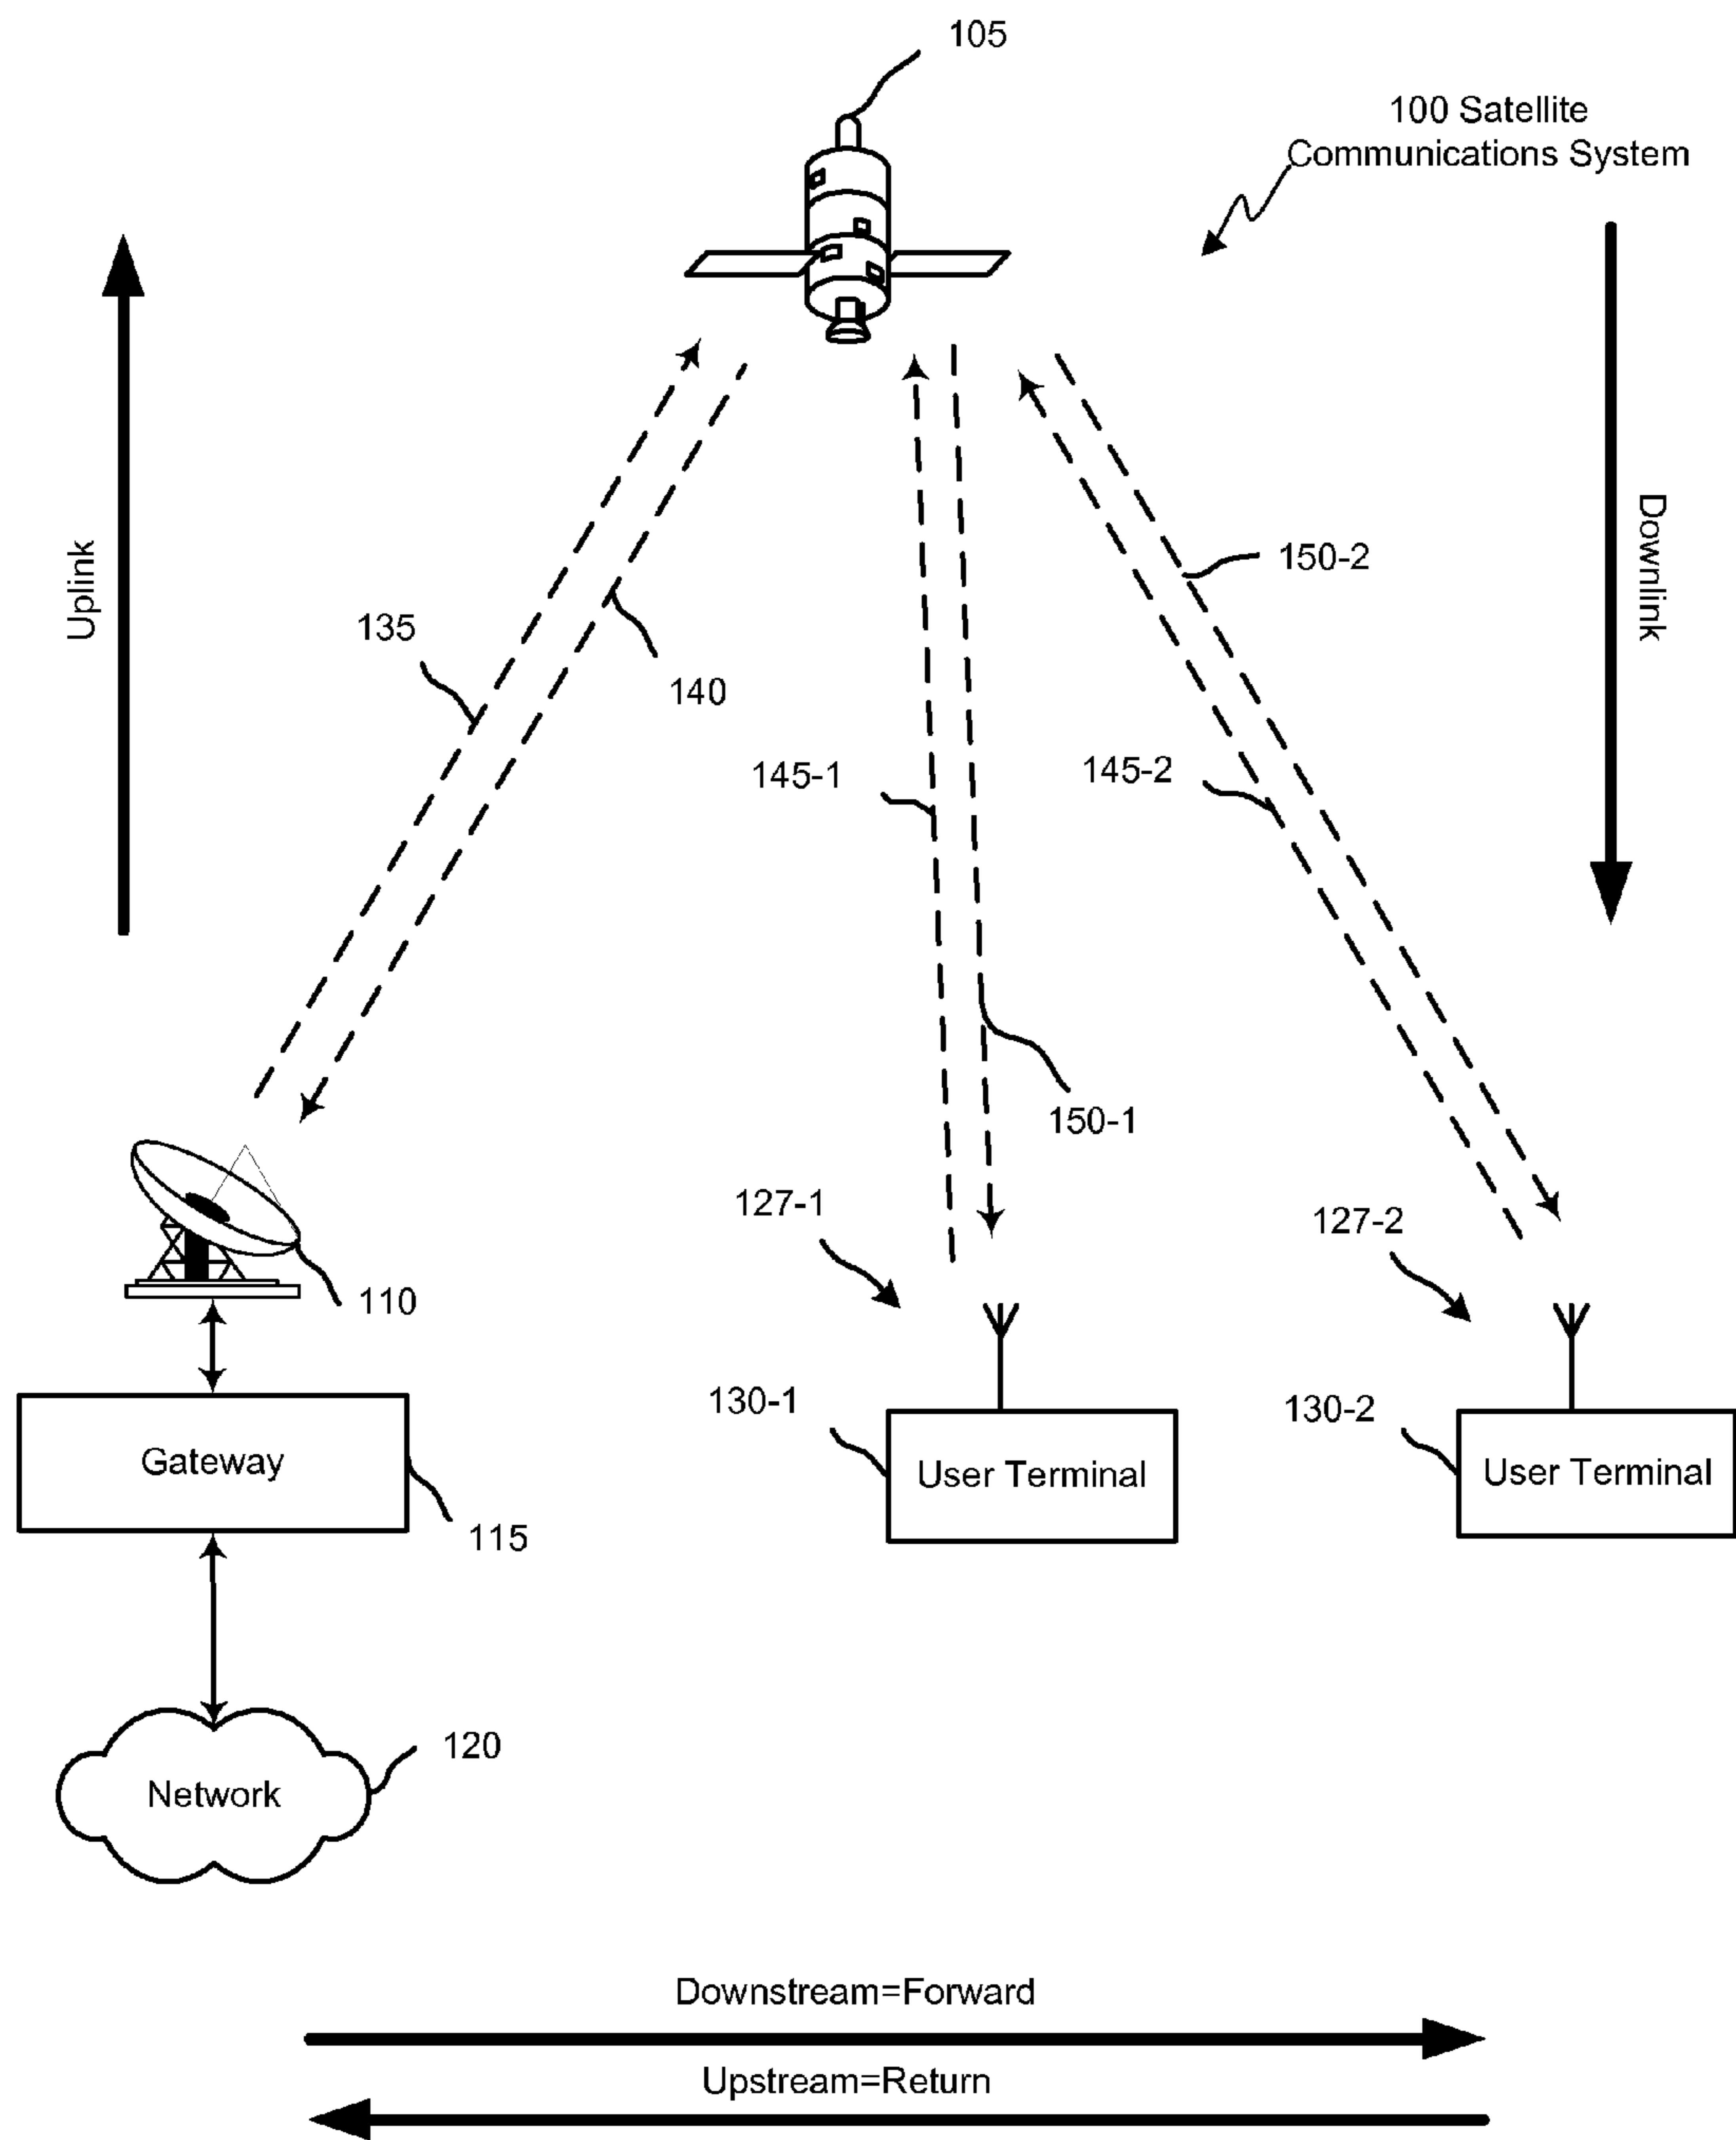 105
100 Satellite
Communications System
Uplink
Downlink
150-2
135
140
145-1
145-2
150-1
127-1
127-2
110
130-1
130-2
Gateway
User Terminal
User Terminal
115
120
Network
Downstream=Forward
Upstream=Return